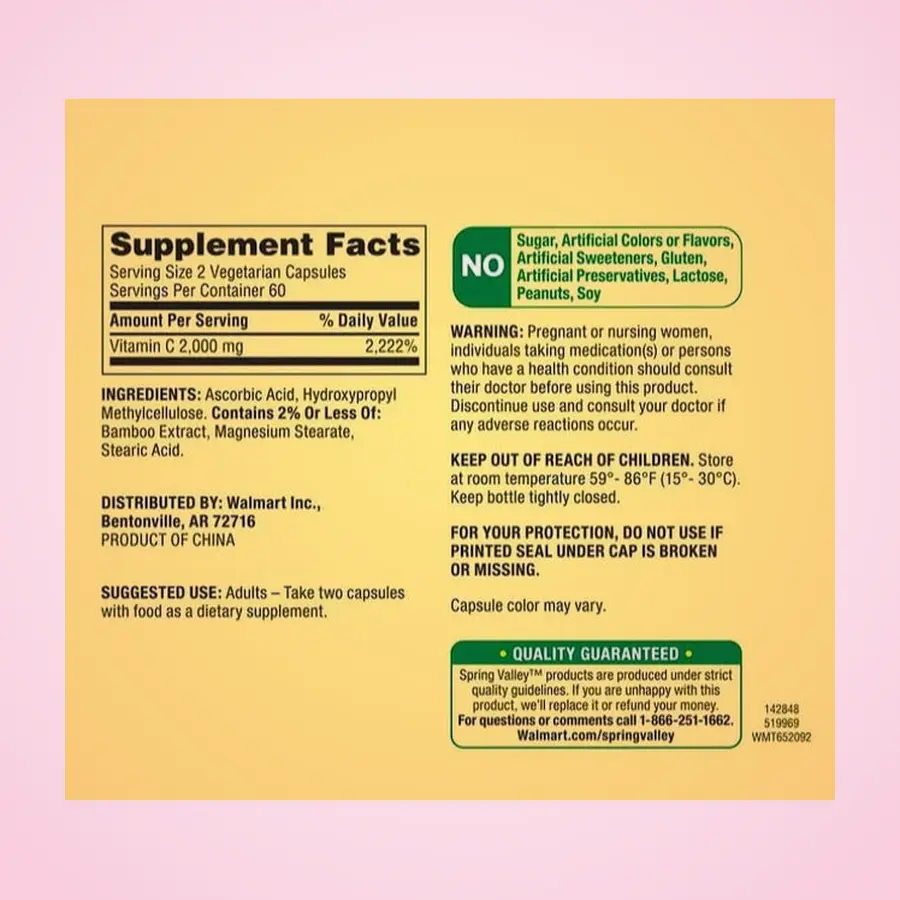 Supplement Facts
Serving Size 2 Vegetarian Capsules
Servings Per Container 60
Amount Per Serving % Daily Value
Vitamin C 2,000 mg 2,222%
INGREDIENTS: Ascorbic Acid, Hydroxypropyl
Methylcellulose. Contains 2% Or Less Of:
Bamboo Extract, Magnesium Stearate,
Stearic Acid.
DISTRIBUTED BY: Walmart Inc.,
Bentonville, AR 72716
PRODUCT OF CHINA
SUGGESTED USE: Adults – Take two capsules
with food as a dietary supplement.
NO
Sugar, Artificial Colors or Flavors,
Artificial Sweeteners, Gluten,
Artificial Preservatives, Lactose,
Peanuts, Soy
WARNING: Pregnant or nursing women,
individuals taking medication(s) or persons
who have a health condition should consult
their doctor before using this product.
Discontinue use and consult your doctor if
any adverse reactions occur.
KEEP OUT OF REACH OF CHILDREN. Store
at room temperature 59°- 86°F (15°- 30°C).
Keep bottle tightly closed.
FOR YOUR PROTECTION, DO NOT USE IF
PRINTED SEAL UNDER CAP IS BROKEN
OR MISSING.
Capsule color may vary.
• QUALITY GUARANTEED •
Spring Valley™ products are produced under strict
quality guidelines. If you are unhappy with this
product, we'll replace it or refund your money.
For questions or comments call 1-866-251-1662.
Walmart.com/springvalley
142848
519969
WMT652092